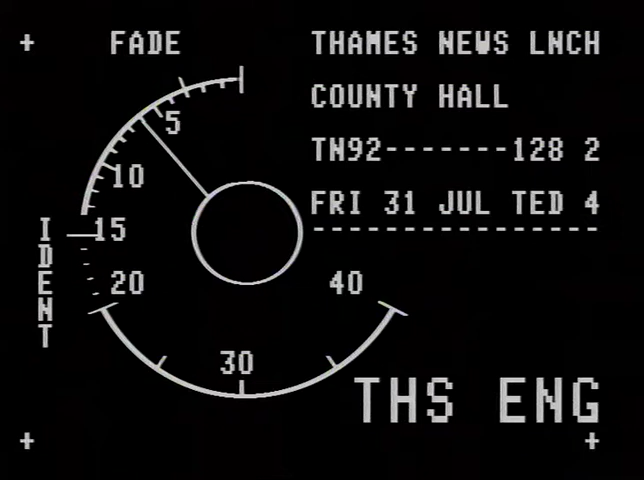 + FADE THAMES NEWS LNCH
COUNTY HALL
5
TN92-------128 2
10
FRI 31 JUL TED 4
-----------------
15
IDENT
20
40
30
THS ENG
+ +